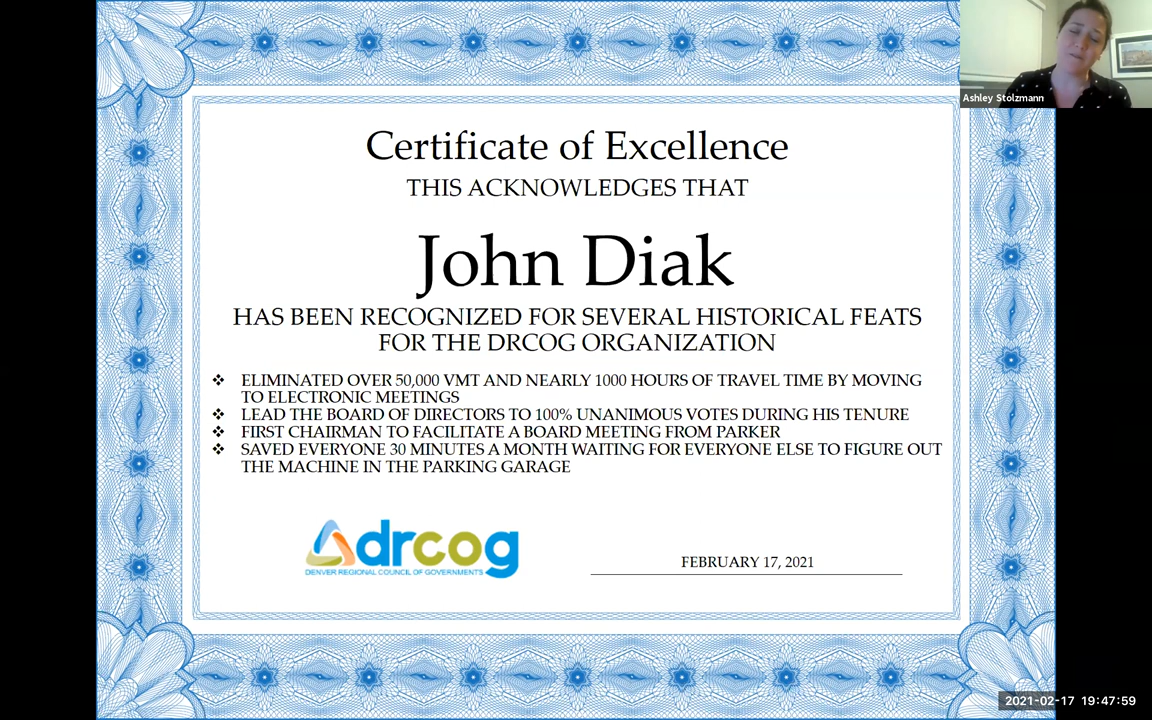 Ashley Stolzmann
Certificate of Excellence
THIS ACKNOWLEDGES THAT
John Diak
HAS BEEN RECOGNIZED FOR SEVERAL HISTORICAL FEATS
FOR THE DRCOG ORGANIZATION
❖ ELIMINATED OVER 50,000 VMT AND NEARLY 1000 HOURS OF TRAVEL TIME BY MOVING
TO ELECTRONIC MEETINGS
❖ LEAD THE BOARD OF DIRECTORS TO 100% UNANIMOUS VOTES DURING HIS TENURE
❖ FIRST CHAIRMAN TO FACILITATE A BOARD MEETING FROM PARKER
❖ SAVED EVERYONE 30 MINUTES A MONTH WAITING FOR EVERYONE ELSE TO FIGURE OUT
THE MACHINE IN THE PARKING GARAGE
drcog
DENVER REGIONAL COUNCIL OF GOVERNMENTS
FEBRUARY 17, 2021
2021-02-17 19:47:59